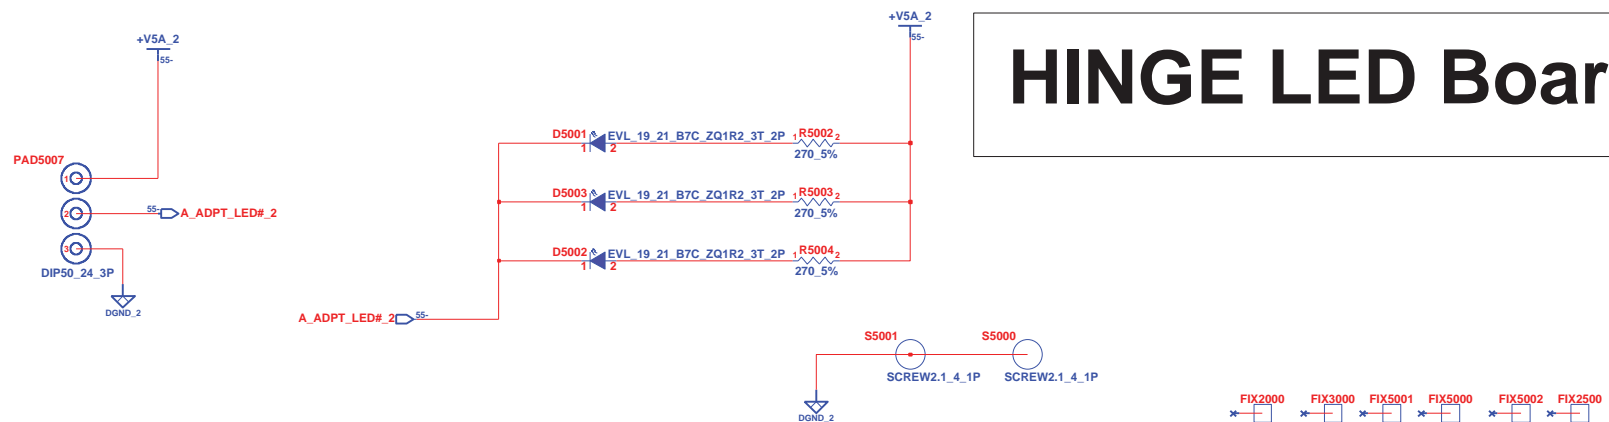 +V5A_2
55-
+V5A_2
55-
HINGE LED Boar
PAD5007
1
2
3
55-
A_ADPT_LED#_2
DIP50_24_3P
DGND_2
D5001
EVL_19_21_B7C_ZQ1R2_3T_2P
1
2
1
R5002
2
270_5%
D5003
EVL_19_21_B7C_ZQ1R2_3T_2P
1
2
1
R5003
2
270_5%
D5002
EVL_19_21_B7C_ZQ1R2_3T_2P
1
2
1
R5004
2
270_5%
A_ADPT_LED#_2
55-
S5001
S5000
SCREW2.1_4_1P
SCREW2.1_4_1P
DGND_2
FIX2000
FIX3000
FIX5001
FIX5000
FIX5002
FIX2500